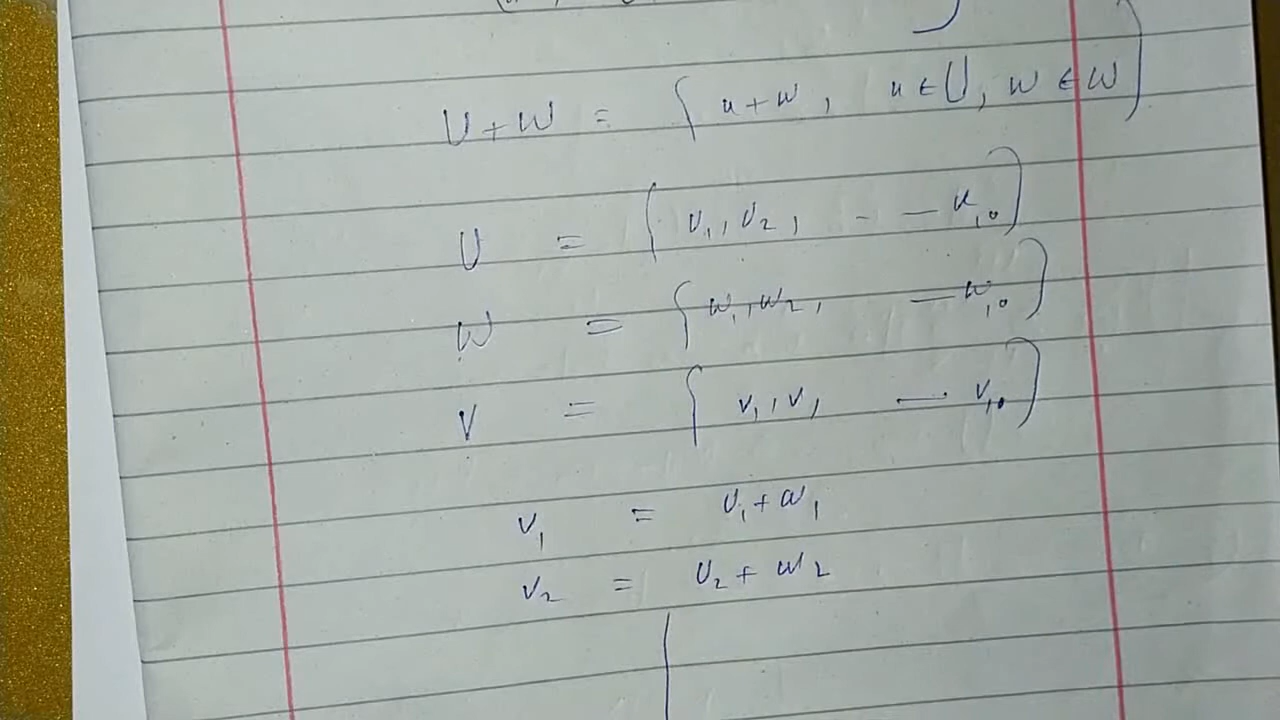 U+W = { u+w, u ∈ U, w ∈ W }
U = { u₁, u₂, - - u₁₀ }
W = { w₁, w₂, — w₁₀ }
V = { v₁, v, — v₁₀ }
v₁ = u₁ + w₁
v₂ = u₂ + w₂